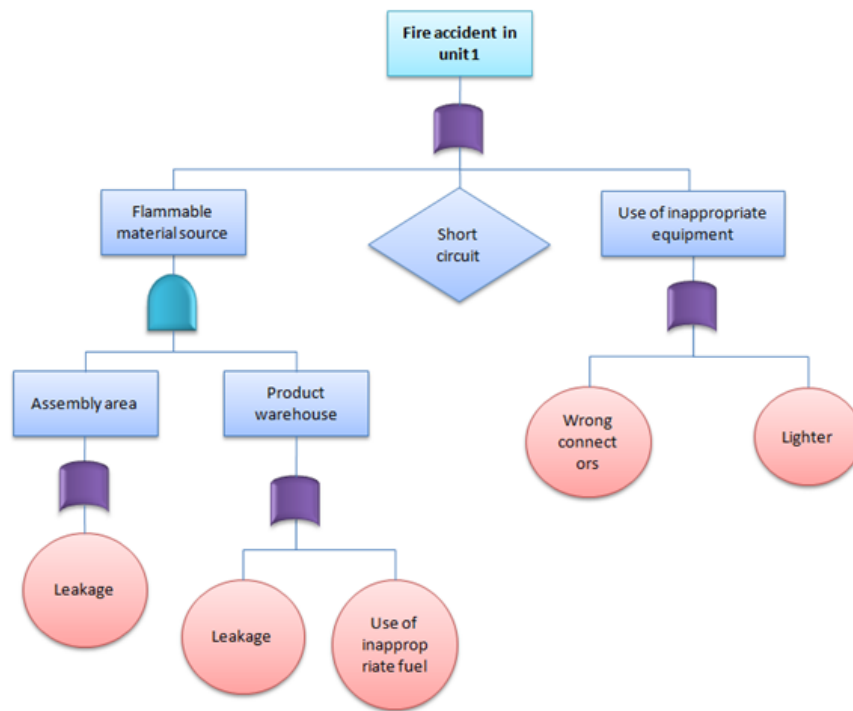 Fire accident in
unit 1
Flammable
material source
Short
circuit
Use of inappropriate
equipment
Assembly area
Product
warehouse
Wrong
connect
ors
Lighter
Leakage
Leakage
Use of
inapprop
riate fuel